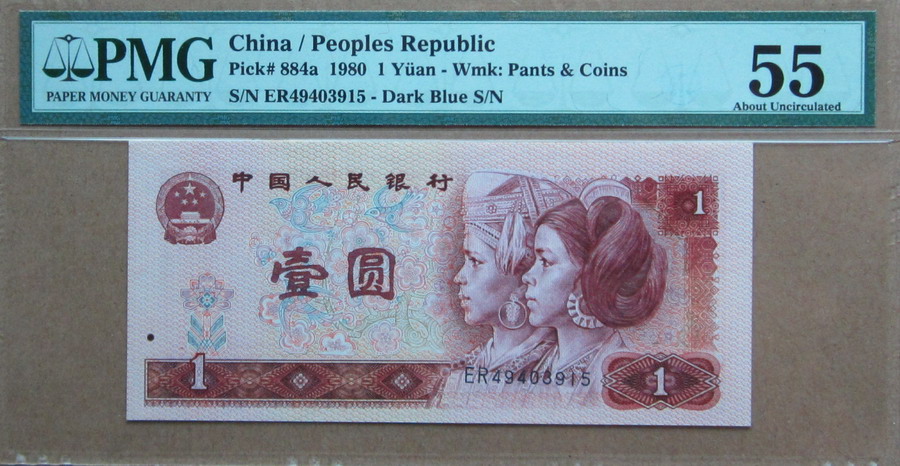 PMG
PAPER MONEY GUARANTY
China / Peoples Republic
Pick# 884a 1980 1 Yüan - Wmk: Pants & Coins
S/N ER49403915 - Dark Blue S/N
55
About Uncirculated
中国人民银行
1
壹圆
1
ER49403915
1